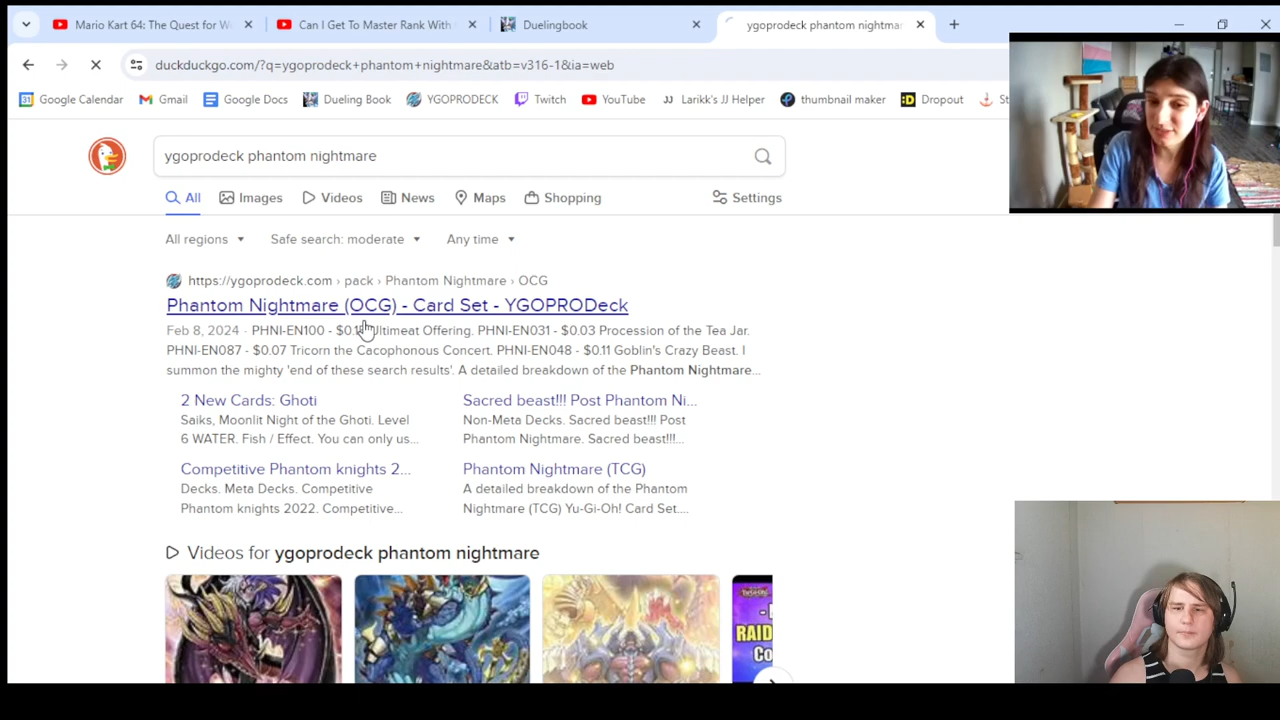 Mario Kart 64: The Quest for W
Can I Get To Master Rank With
Duelingbook
ygoprodeck phantom nightma
duckduckgo.com/?q=ygoprodeck+phantom+nightmare&atb=v316-1&ia=web
Google Calendar
Gmail
Google Docs
Dueling Book
YGOPRODECK
Twitch
YouTube
JJ Larikk's JJ Helper
thumbnail maker
Dropout
St
ygoprodeck phantom nightmare
All
Images
Videos
News
Maps
Shopping
Settings
All regions
Safe search: moderate
Any time
https://ygoprodeck.com › pack › Phantom Nightmare › OCG
Phantom Nightmare (OCG) - Card Set - YGOPRODeck
Feb 8, 2024 · PHNI-EN100 - Ultimeat Offering. PHNI-EN031 - $0.03 Procession of the Tea Jar.
PHNI-EN087 - $0.07 Tricorn the Cacophonous Concert. PHNI-EN048 - $0.11 Goblin's Crazy Beast. I
summon the mighty 'end of these search results'. A detailed breakdown of the Phantom Nightmare...
2 New Cards: Ghoti
Saiks, Moonlit Night of the Ghoti. Level
6 WATER. Fish / Effect. You can only us...
Sacred beast!!! Post Phantom Ni...
Non-Meta Decks. Sacred beast!!! Post
Phantom Nightmare. Sacred beast!!!...
Competitive Phantom knights 2...
Decks. Meta Decks. Competitive
Phantom knights 2022. Competitive...
Phantom Nightmare (TCG)
A detailed breakdown of the Phantom
Nightmare (TCG) Yu-Gi-Oh! Card Set....
Videos for ygoprodeck phantom nightmare
RAID
Co